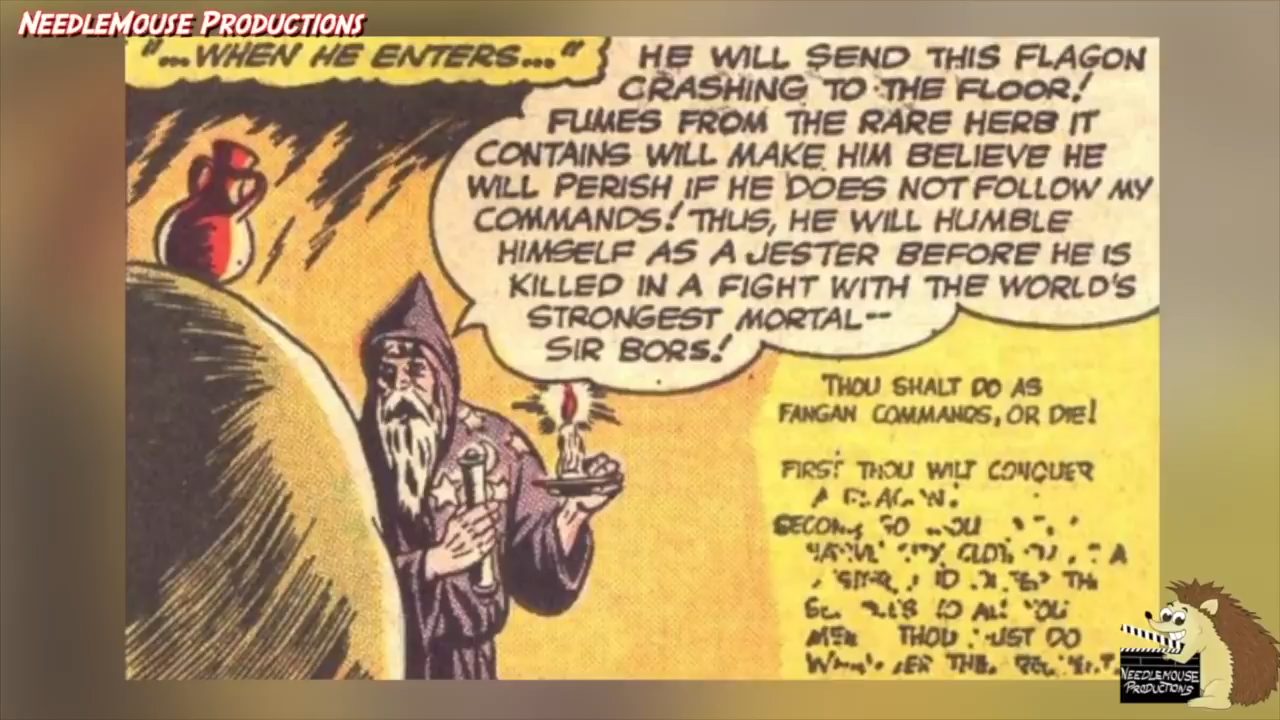 NEEDLEMOUSE PRODUCTIONS
"...WHEN HE ENTERS..."
HE WILL SEND THIS FLAGON
CRASHING TO THE FLOOR!
FUMES FROM THE RARE HERB IT
CONTAINS WILL MAKE HIM BELIEVE HE
WILL PERISH IF HE DOES NOT FOLLOW MY
COMMANDS! THUS, HE WILL HUMBLE
HIMSELF AS A JESTER BEFORE HE IS
KILLED IN A FIGHT WITH THE WORLD'S
STRONGEST MORTAL--
SIR BORS!
THOU SHALT DO AS
FANGAN COMMANDS, OR DIE!
FIRST THOU WILT CONQUER
A
THE
YOU
THOU DO
NEEDLEMOUSE
PRODUCTIONS